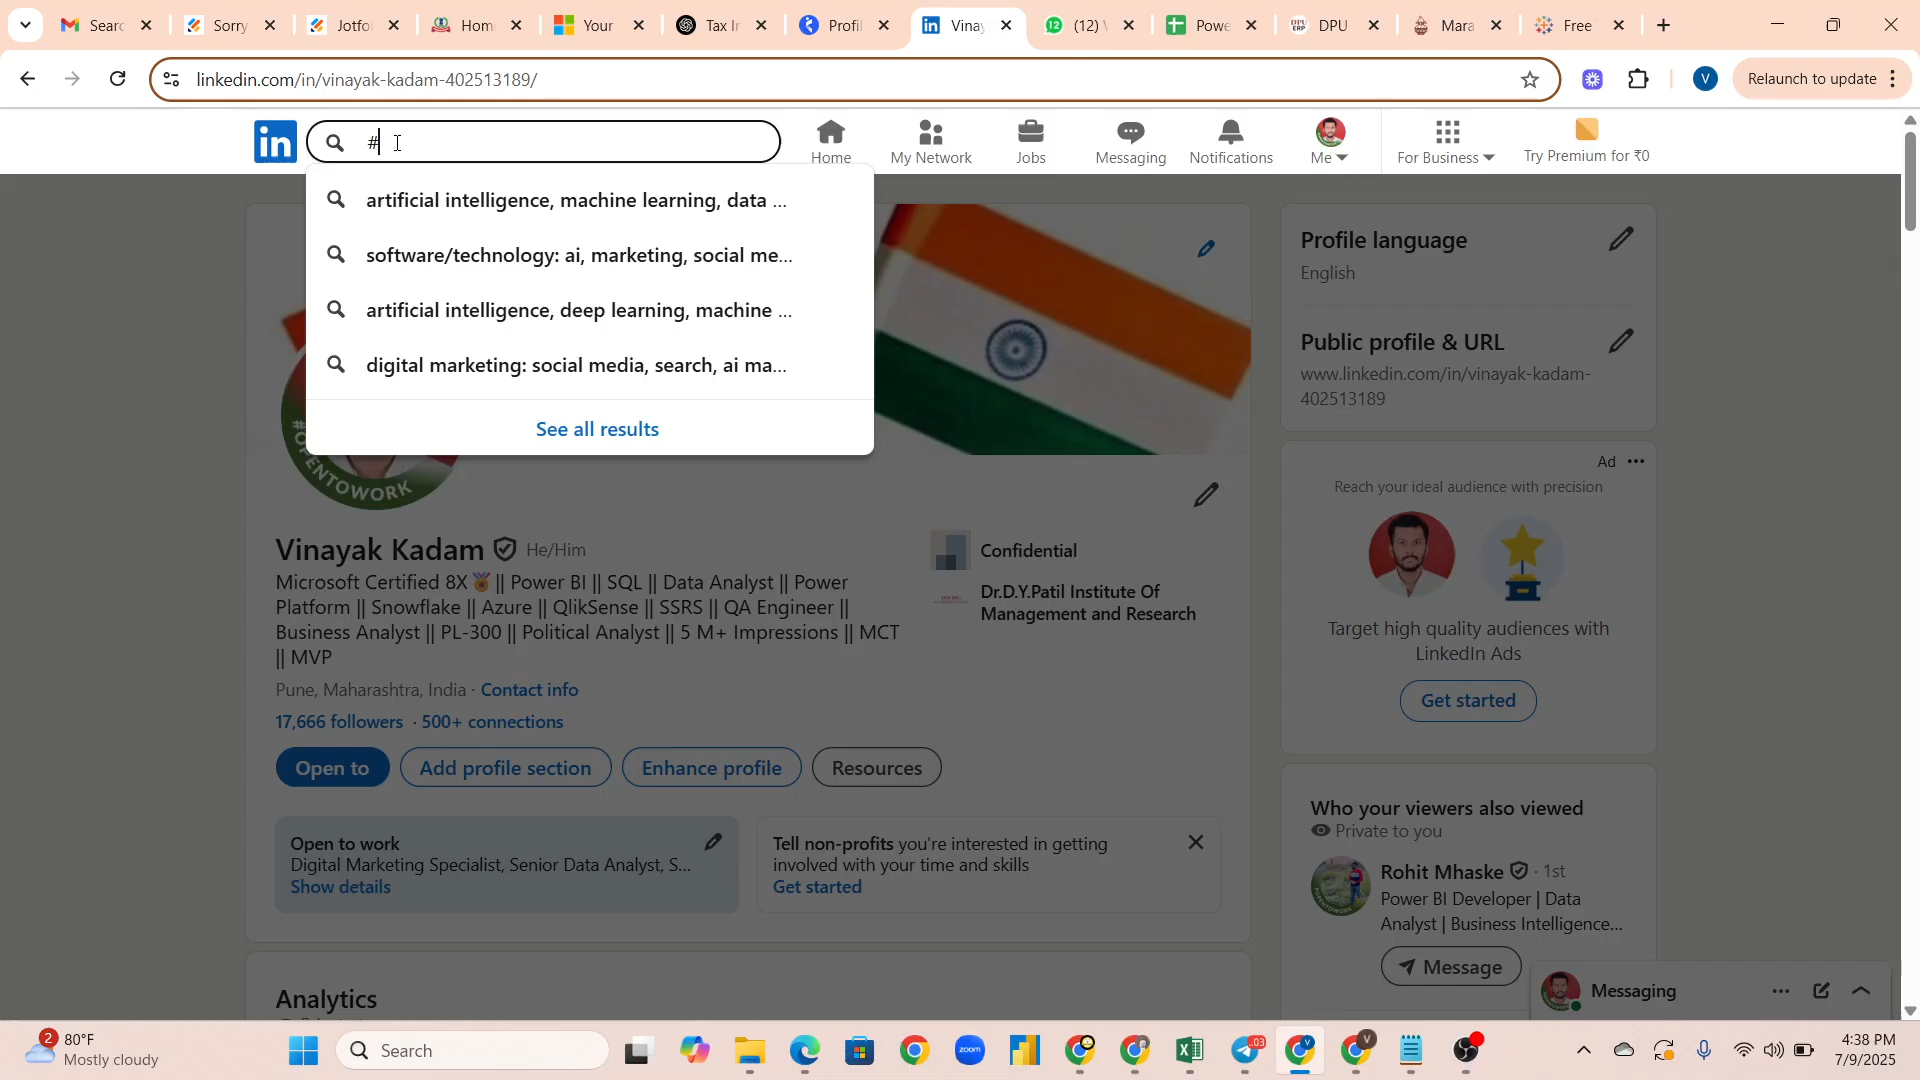 Searc
Sorry
Jotfo
Hom
Your
Tax Ir
Profil
Vinay
(12)
Powe
DPU
Mara
Free
linkedin.com/in/vinayak-kadam-402513189/
V
Relaunch to update
in
#
Home
My Network
Jobs
Messaging
Notifications
Me
For Business
Try Premium for ₹0
artificial intelligence, machine learning, data ...
software/technology: ai, marketing, social me...
artificial intelligence, deep learning, machine ...
digital marketing: social media, search, ai ma...
See all results
#OPENTOWORK
Vinayak Kadam
He/Him
Microsoft Certified 8X🏅|| Power BI || SQL || Data Analyst || Power
Platform || Snowflake || Azure || QlikSense || SSRS || QA Engineer ||
Business Analyst || PL-300 || Political Analyst || 5 M+ Impressions || MCT
|| MVP
Pune, Maharashtra, India · Contact info
17,666 followers · 500+ connections
Confidential
Dr.D.Y.Patil Institute Of
Management and Research
Open to
Add profile section
Enhance profile
Resources
Open to work
Digital Marketing Specialist, Senior Data Analyst, S...
Show details
Tell non-profits you're interested in getting
involved with your time and skills
Get started
Analytics
Profile language
English
Public profile & URL
www.linkedin.com/in/vinayak-kadam-
402513189
Ad
Reach your ideal audience with precision
Target high quality audiences with
LinkedIn Ads
Get started
Who your viewers also viewed
Private to you
Rohit Mhaske · 1st
Power BI Developer | Data
Analyst | Business Intelligence...
Message
Messaging
2
80°F
Mostly cloudy
Search
zoom
.03
V
V
4:38 PM
7/9/2025